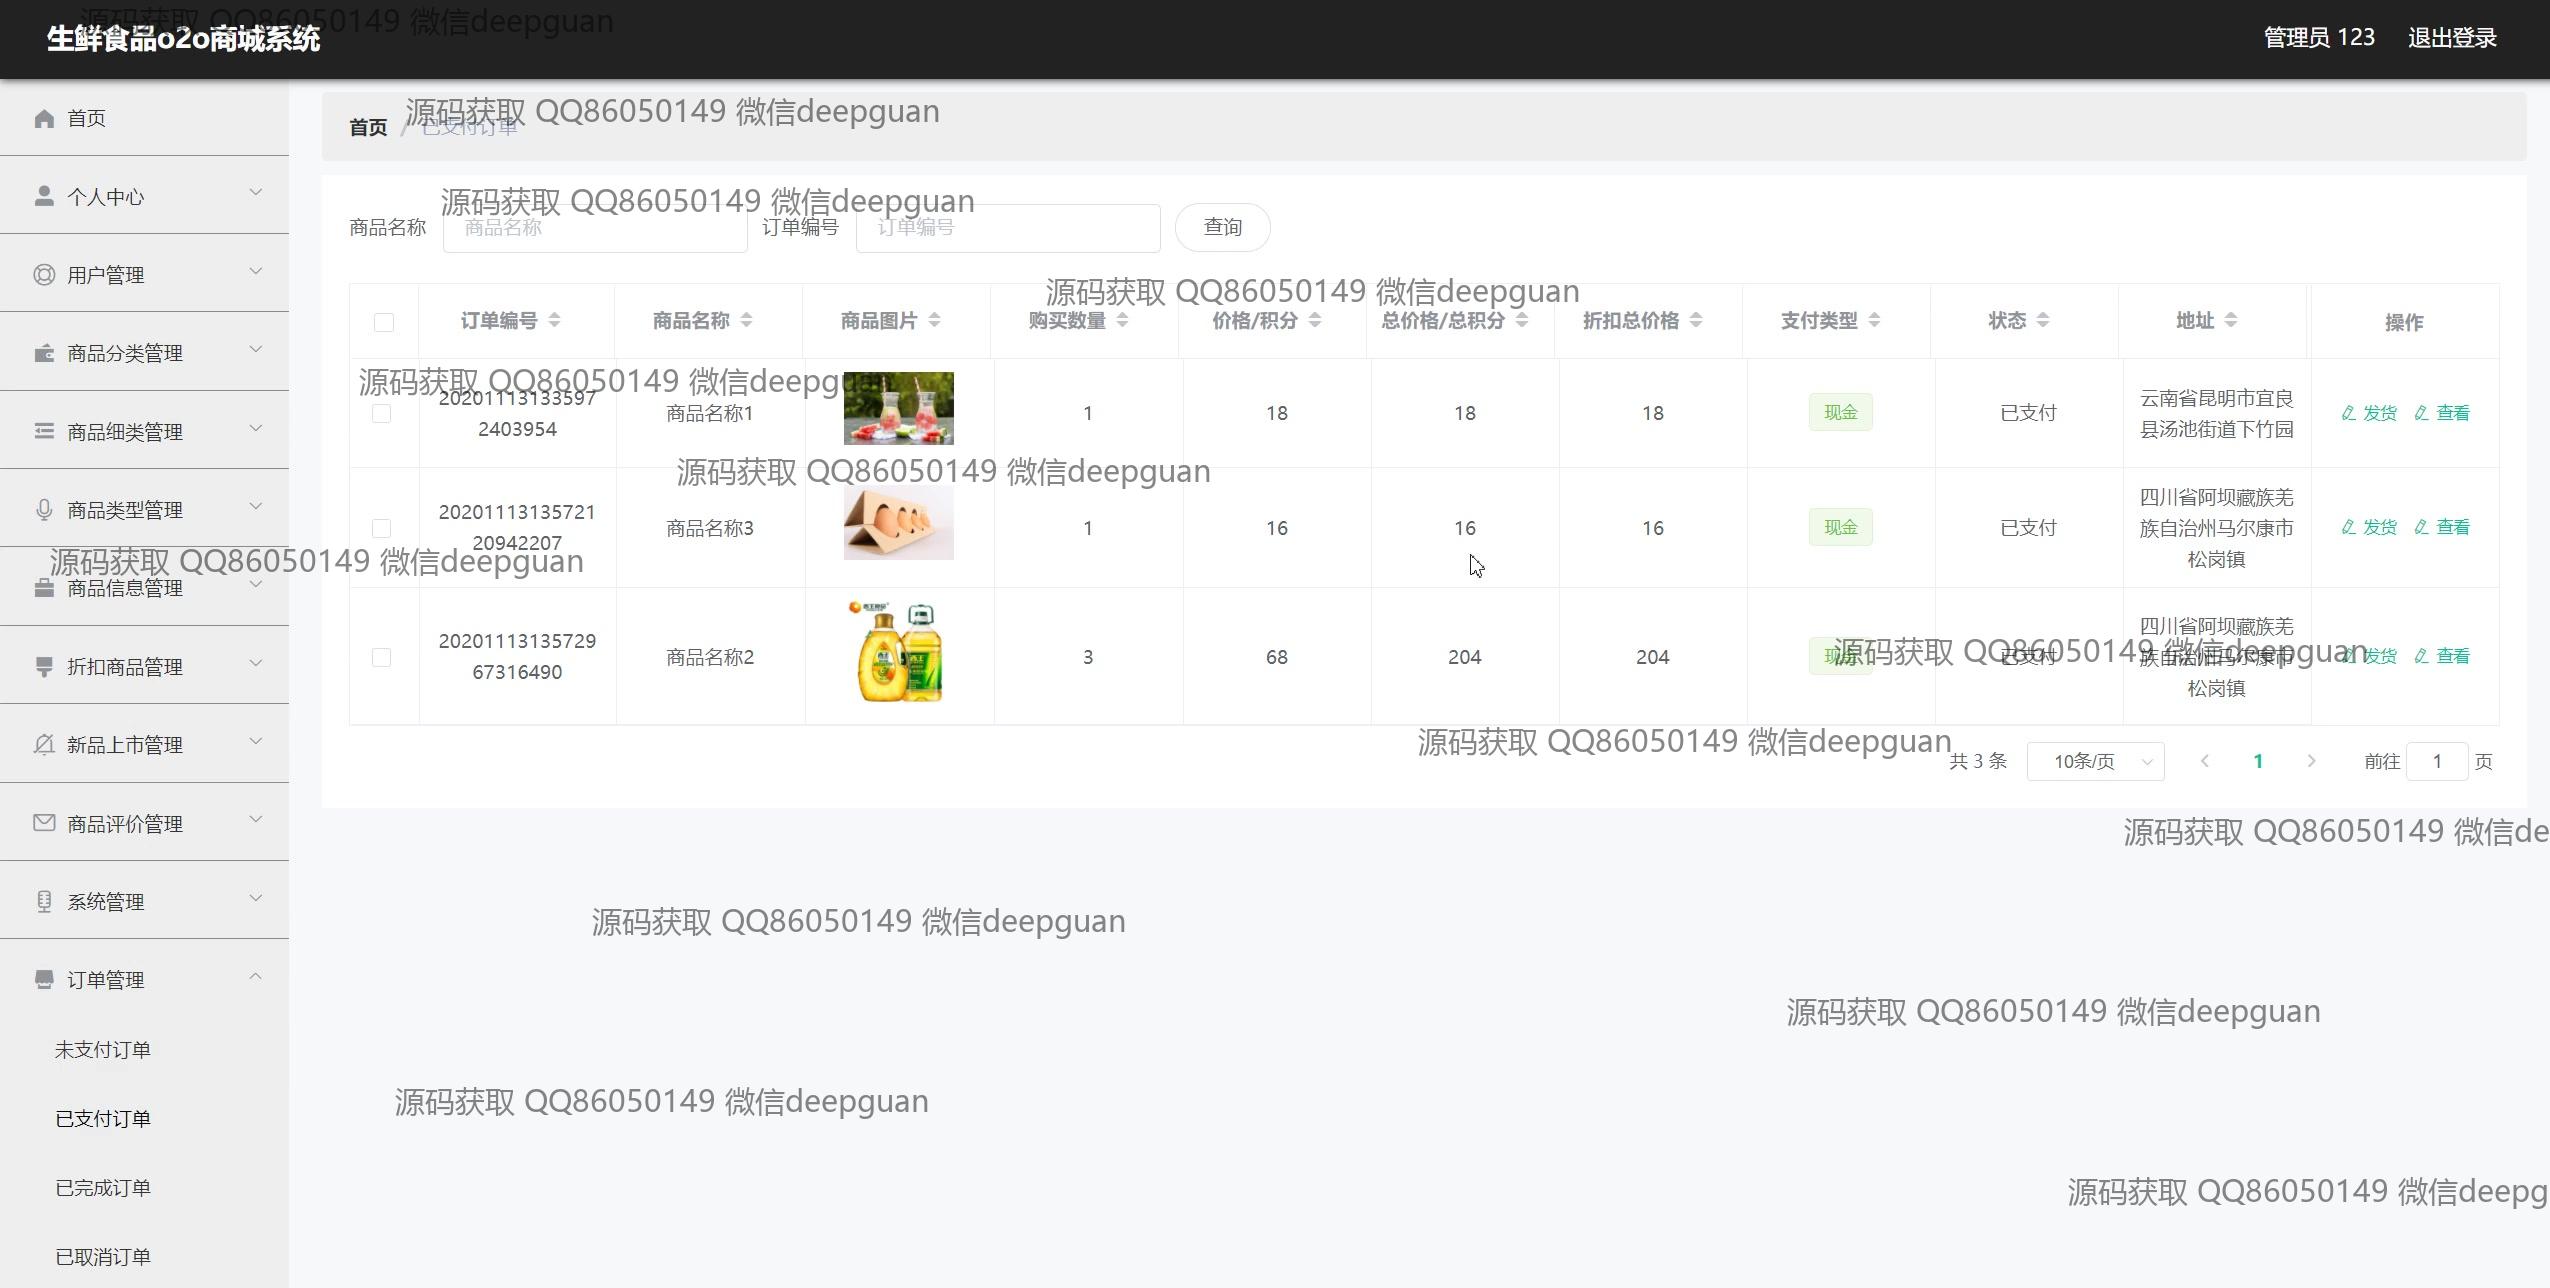 生鲜食品o2o商城系统
管理员 123
退出登录
源码获取 QQ86050149 微信deepguan
首页
个人中心
用户管理
商品分类管理
商品细类管理
商品类型管理
源码获取 QQ86050149 微信deepguan
商品信息管理
折扣商品管理
新品上市管理
商品评价管理
系统管理
订单管理
未支付订单
已支付订单
已完成订单
已取消订单
首页 / 已支付订单
源码获取 QQ86050149 微信deepguan
源码获取 QQ86050149 微信deepguan
商品名称 商品名称 订单编号 订单编号 查询
源码获取 QQ86050149 微信deepguan
订单编号 商品名称 商品图片 购买数量 价格/积分 总价格/总积分 折扣总价格 支付类型 状态 地址 操作
源码获取 QQ86050149 微信deepguan
20201113133597
2403954
商品名称1
1 18 18 18 现金 已支付
云南省昆明市宜良
县汤池街道下竹园
发货 查看
源码获取 QQ86050149 微信deepguan
20201113135721
20942207
商品名称3
1 16 16 16 现金 已支付
四川省阿坝藏族羌
族自治州马尔康市
松岗镇
发货 查看
20201113135729
67316490
商品名称2
3 68 204 204 现金 已支付
四川省阿坝藏族羌
族自治州马尔康市
松岗镇
发货 查看
源码获取 QQ86050149 微信deepguan
源码获取 QQ86050149 微信deepguan
共 3 条 10条/页 1 前往 1 页
源码获取 QQ86050149 微信de
源码获取 QQ86050149 微信deepguan
源码获取 QQ86050149 微信deepguan
源码获取 QQ86050149 微信deepguan
源码获取 QQ86050149 微信deepg